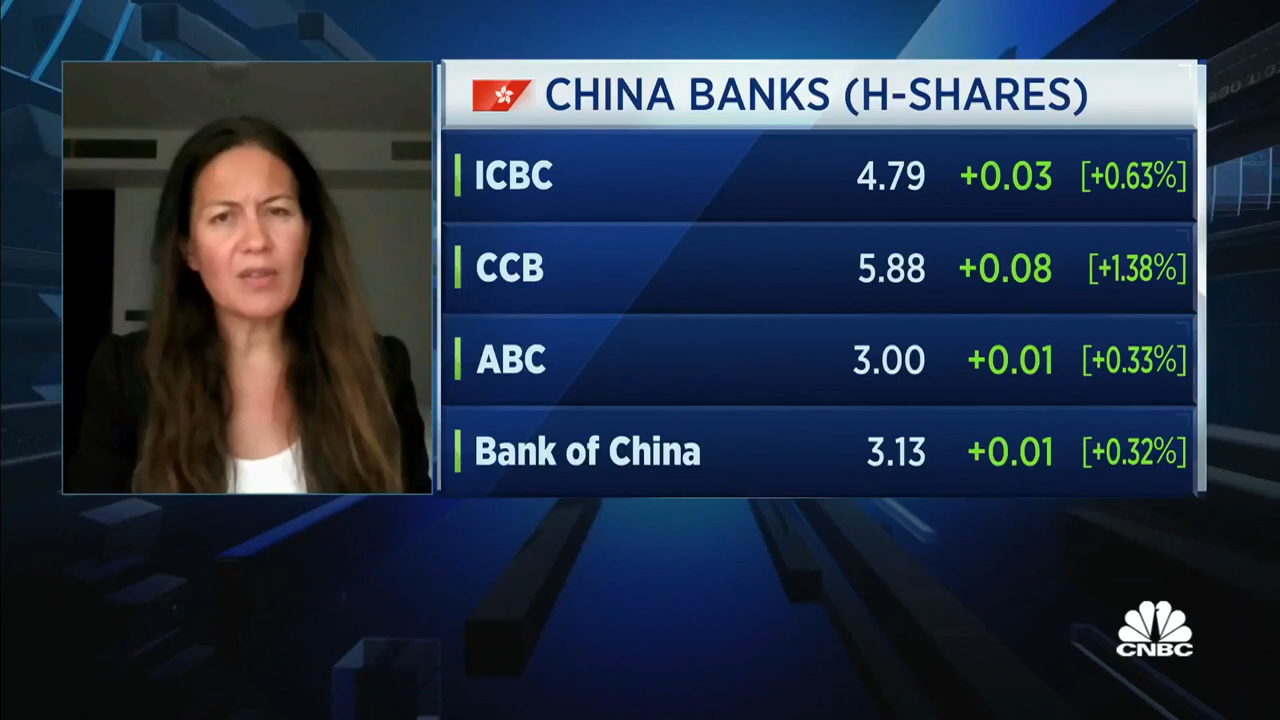 CHINA BANKS (H-SHARES)
ICBC 4.79 +0.03 [+0.63%]
CCB 5.88 +0.08 [+1.38%]
ABC 3.00 +0.01 [+0.33%]
Bank of China 3.13 +0.01 [+0.32%]
CNBC